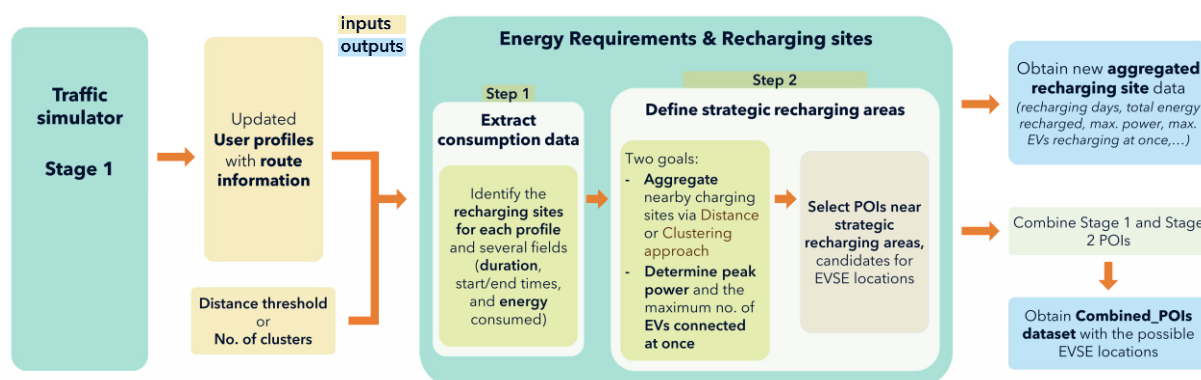 Traffic
simulator
Stage 1
Updated
User profiles
with route
information
Distance threshold
or
No. of clusters
inputs
outputs
Energy Requirements & Recharging sites
Step 1
Extract
consumption data
Identify the
recharging sites
for each profile
and several fields
(duration,
start/end times,
and energy
consumed)
Step 2
Define strategic recharging areas
Two goals:
- Aggregate
nearby charging
sites via Distance
or Clustering
approach
- Determine peak
power and the
maximum no. of
EVs connected
at once
Select POIs near
strategic
recharging areas,
candidates for
EVSE locations
Obtain new aggregated
recharging site data
(recharging days, total energy
recharged, max. power, max.
EVs recharging at once,...)
Combine Stage 1 and Stage
2 POIs
Obtain Combined_POIs
dataset with the possible
EVSE locations